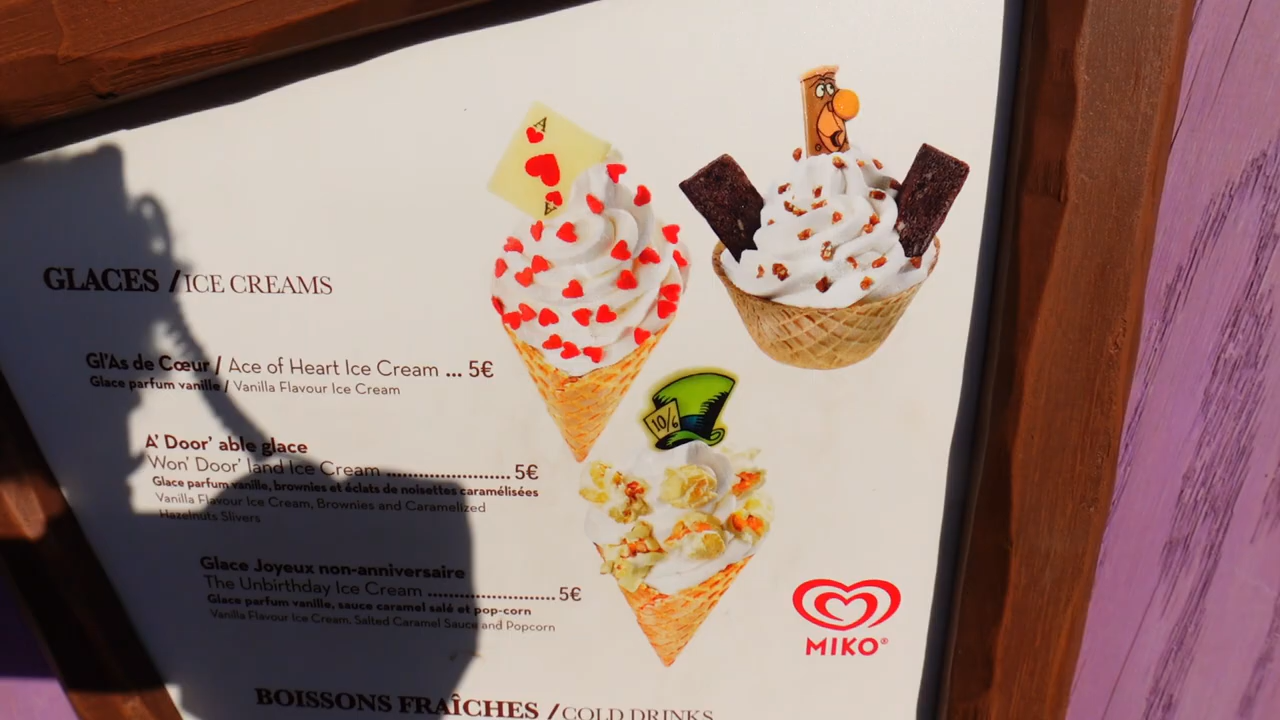 GLACES / ICE CREAMS
Gl'As de Cœur / Ace of Heart Ice Cream ... 5€
Glace parfum vanille / Vanilla Flavour Ice Cream
A' Door' able glace
Won' Door' land Ice Cream .......................... 5€
Glace parfum vanille, brownies et éclats de noisettes caramélisées
Vanilla Flavour Ice Cream, Brownies and Caramelized
Hazelnuts Slivers
Glace Joyeux non-anniversaire
The Unbirthday Ice Cream .......................... 5€
Glace parfum vanille, sauce caramel salé et pop-corn
Vanilla Flavour Ice Cream, Salted Caramel Sauce and Popcorn
BOISSONS FRAÎCHES / COLD DRINKS
A
A
10/6
MIKO®